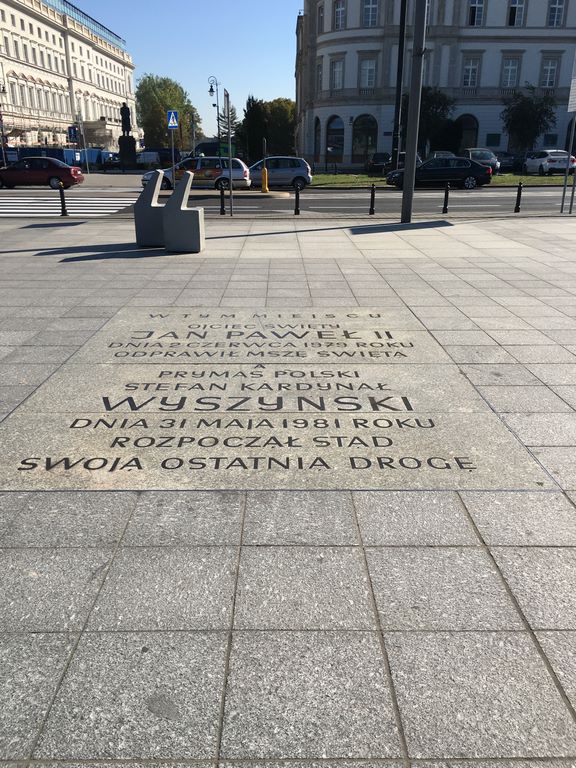 W TYM MIEJSCU
OJCIEC ŚWIĘTY
JAN PAWEŁ II
DNIA 2 CZERWCA 1979 ROKU
ODPRAWIŁ MSZĘ ŚWIĘTĄ
A
PRYMAS POLSKI
STEFAN KARDYNAŁ
WYSZYŃSKI
DNIA 31 MAJA 1981 ROKU
ROZPOCZĄŁ STĄD
SWOJĄ OSTATNIĄ DROGĘ